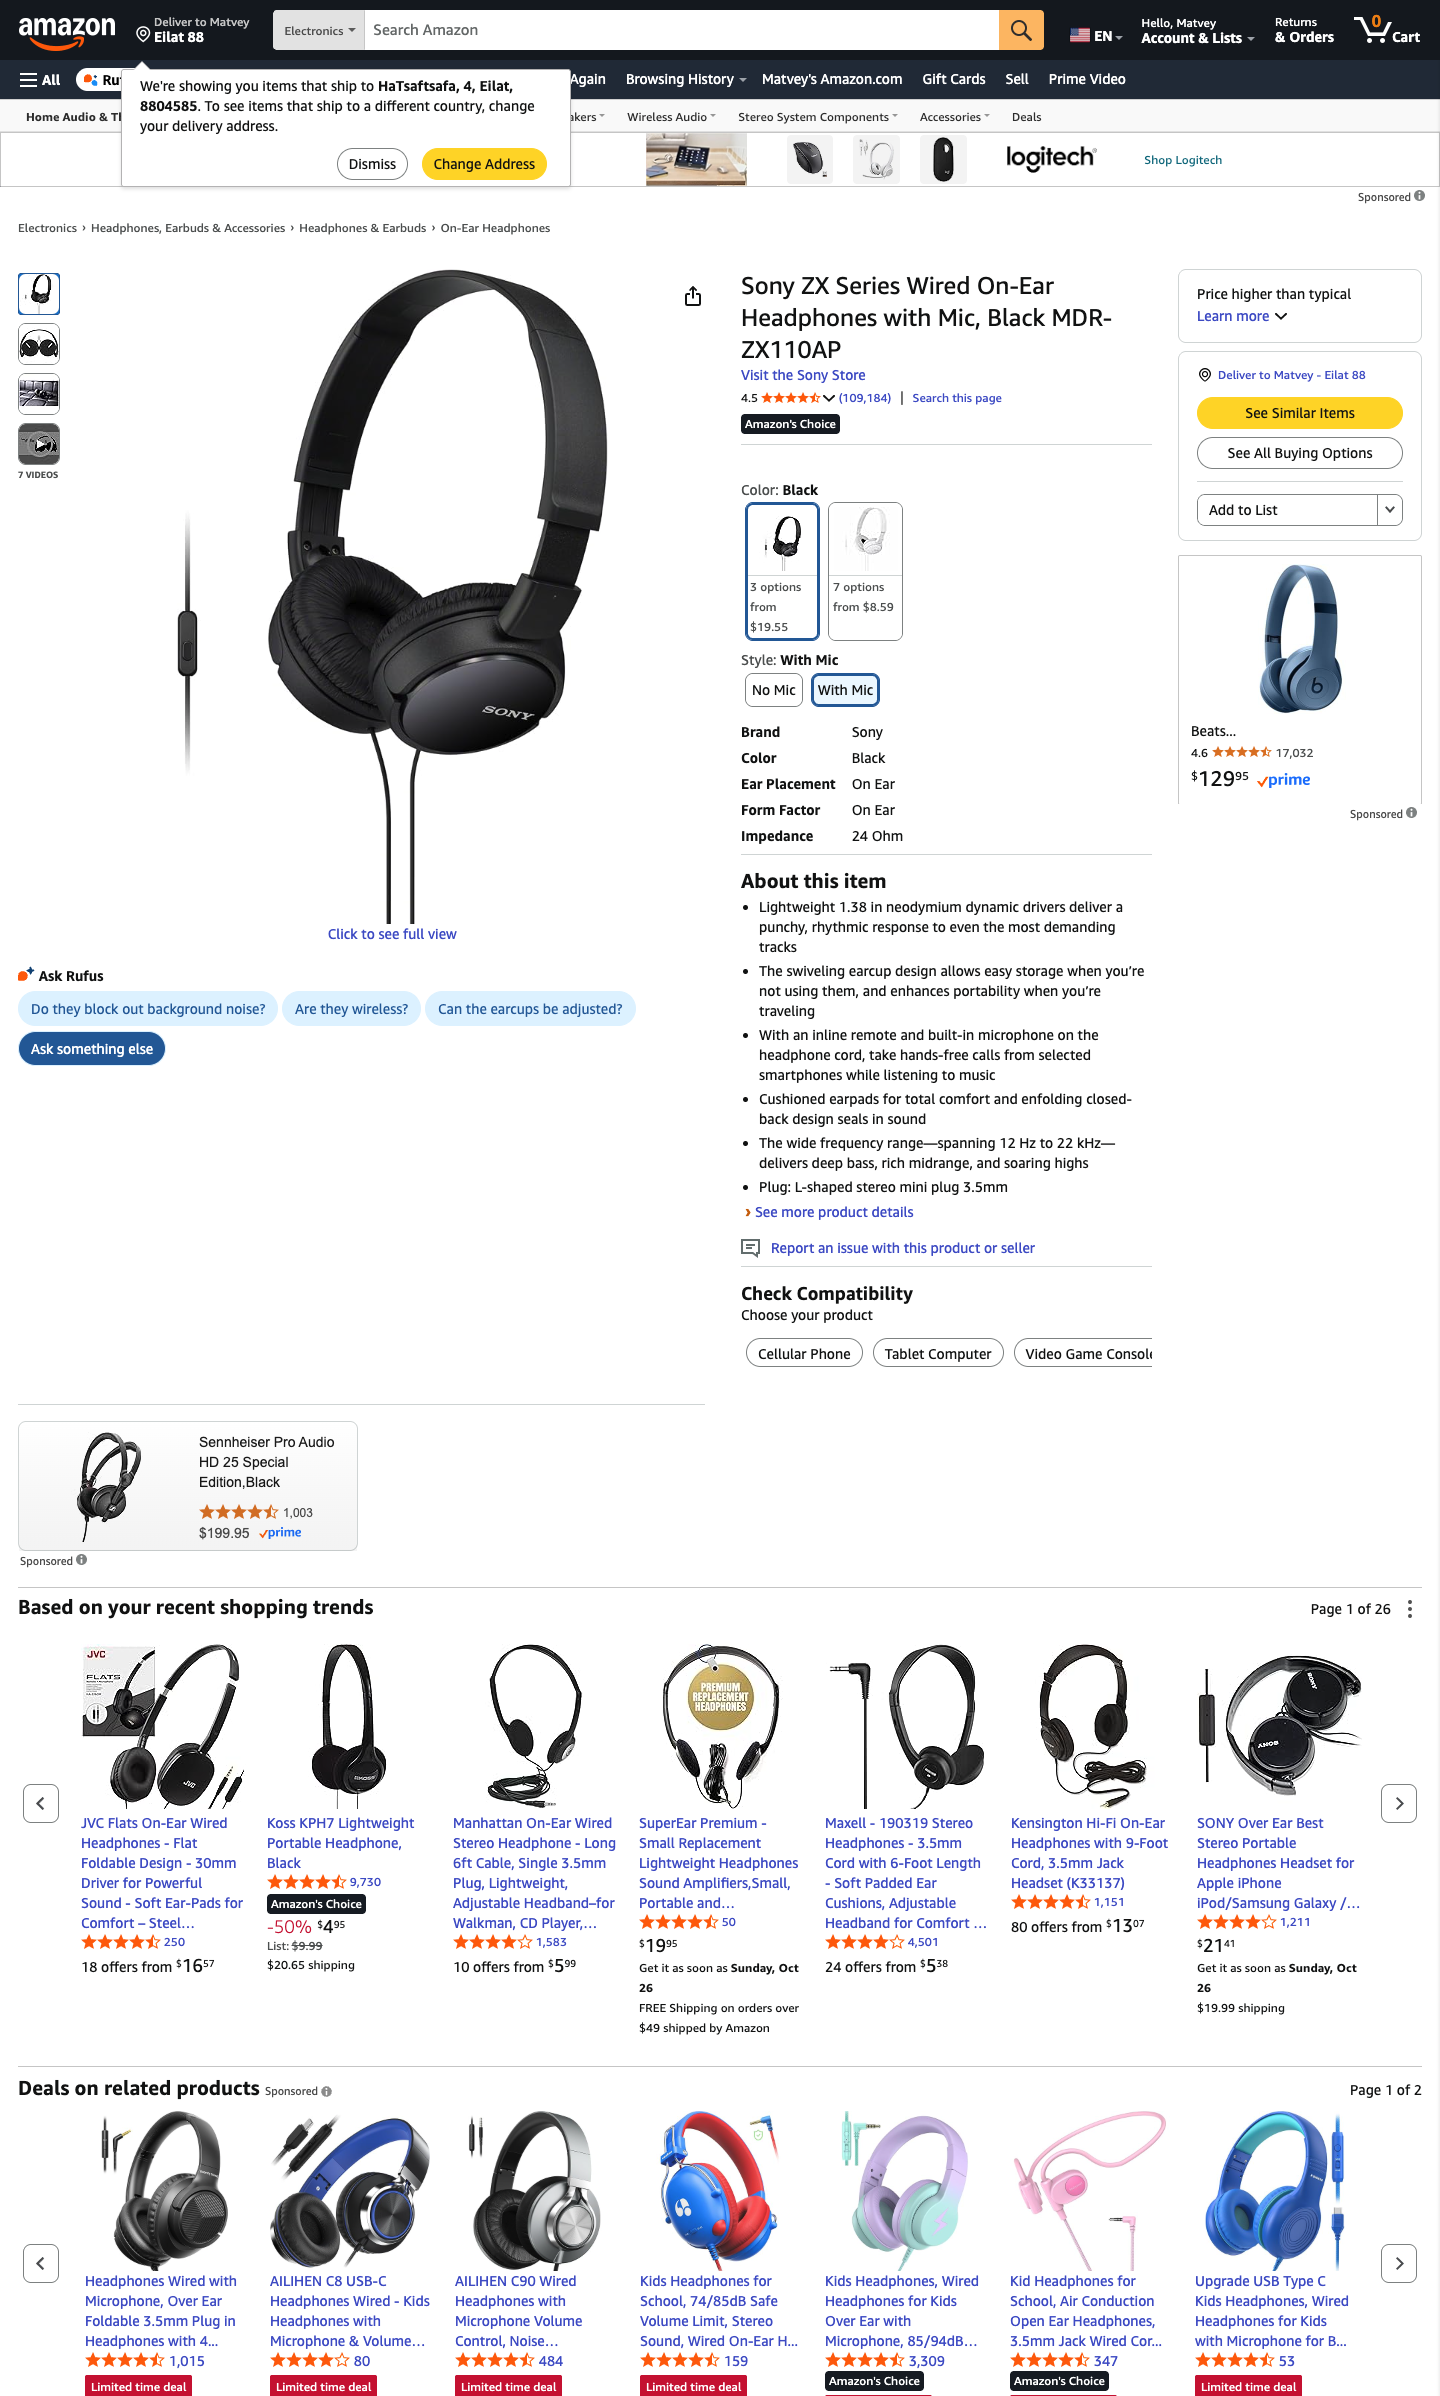 amazon
Deliver to Matvey
Eilat 88
Electronics
Search Amazon
EN
Hello, Matvey
Account & Lists
Returns
& Orders
0
Cart
All
Again
Browsing History
Matvey's Amazon.com
Gift Cards
Sell
Prime Video
We're showing you items that ship to HaTsaftsafa, 4, Eilat,
8804585. To see items that ship to a different country, change
your delivery address.
Dismiss
Change Address
Home Audio &
Wireless Audio
Stereo System Components
Accessories
Deals
logitech
Shop Logitech
Sponsored
Electronics › Headphones, Earbuds & Accessories › Headphones & Earbuds › On-Ear Headphones
7 VIDEOS
SONY
Click to see full view
Ask Rufus
Do they block out background noise?
Are they wireless?
Can the earcups be adjusted?
Ask something else
Sony ZX Series Wired On-Ear
Headphones with Mic, Black MDR-
ZX110AP
Visit the Sony Store
4.5
(109,184)
| Search this page
Amazon's Choice
Color: Black
3 options
from
$19.55
7 options
from $8.59
Style: With Mic
No Mic
With Mic
Brand Sony
Color Black
Ear Placement On Ear
Form Factor On Ear
Impedance 24 Ohm
About this item
• Lightweight 1.38 in neodymium dynamic drivers deliver a
punchy, rhythmic response to even the most demanding
tracks
• The swiveling earcup design allows easy storage when you’re
not using them, and enhances portability when you’re
traveling
• With an inline remote and built-in microphone on the
headphone cord, take hands-free calls from selected
smartphones while listening to music
• Cushioned earpads for total comfort and enfolding closed-
back design seals in sound
• The wide frequency range—spanning 12 Hz to 22 kHz—
delivers deep bass, rich midrange, and soaring highs
• Plug: L-shaped stereo mini plug 3.5mm
› See more product details
Report an issue with this product or seller
Check Compatibility
Choose your product
Cellular Phone
Tablet Computer
Video Game Console
Price higher than typical
Learn more
Deliver to Matvey - Eilat 88
See Similar Items
See All Buying Options
Add to List
Beats...
4.6
17,032
$129.95
prime
Sponsored
Sennheiser Pro Audio
HD 25 Special
Edition,Black
1,003
$199.95
prime
Sponsored
Based on your recent shopping trends
Page 1 of 26
JVC
FLATS
PREMIUM
REPLACEMENT
HEADPHONES
JVC Flats On-Ear Wired
Headphones - Flat
Foldable Design - 30mm
Driver for Powerful
Sound - Soft Ear-Pads for
Comfort – Steel…
250
18 offers from $16.57
Koss KPH7 Lightweight
Portable Headphone,
Black
9,730
Amazon's Choice
-50% $4.95
List: $9.99
$20.65 shipping
Manhattan On-Ear Wired
Stereo Headphone - Long
6ft Cable, Single 3.5mm
Plug, Lightweight,
Adjustable Headband–for
Walkman, CD Player,…
1,583
10 offers from $5.99
SuperEar Premium -
Small Replacement
Lightweight Headphones
Sound Amplifiers,Small,
Portable and…
50
$19.95
Get it as soon as Sunday, Oct
26
FREE Shipping on orders over
$49 shipped by Amazon
Maxell - 190319 Stereo
Headphones - 3.5mm
Cord with 6-Foot Length
- Soft Padded Ear
Cushions, Adjustable
Headband for Comfort …
4,501
24 offers from $5.38
Kensington Hi-Fi On-Ear
Headphones with 9-Foot
Cord, 3.5mm Jack
Headset (K33137)
1,151
80 offers from $13.07
SONY Over Ear Best
Stereo Portable
Headphones Headset for
Apple iPhone
iPod/Samsung Galaxy /…
1,211
$21.41
Get it as soon as Sunday, Oct
26
$19.99 shipping
Deals on related products
Sponsored
Page 1 of 2
Headphones Wired with
Microphone, Over Ear
Foldable 3.5mm Plug in
Headphones with 4...
1,015
Limited time deal
AILIHEN C8 USB-C
Headphones Wired - Kids
Headphones with
Microphone & Volume...
80
Limited time deal
AILIHEN C90 Wired
Headphones with
Microphone Volume
Control, Noise...
484
Limited time deal
Kids Headphones for
School, 74/85dB Safe
Volume Limit, Stereo
Sound, Wired On-Ear H...
159
Limited time deal
Kids Headphones, Wired
Headphones for Kids
Over Ear with
Microphone, 85/94dB...
3,309
Amazon's Choice
Kid Headphones for
School, Air Conduction
Open Ear Headphones,
3.5mm Jack Wired Cor...
347
Amazon's Choice
Upgrade USB Type C
Kids Headphones, Wired
Headphones for Kids
with Microphone for B...
53
Limited time deal